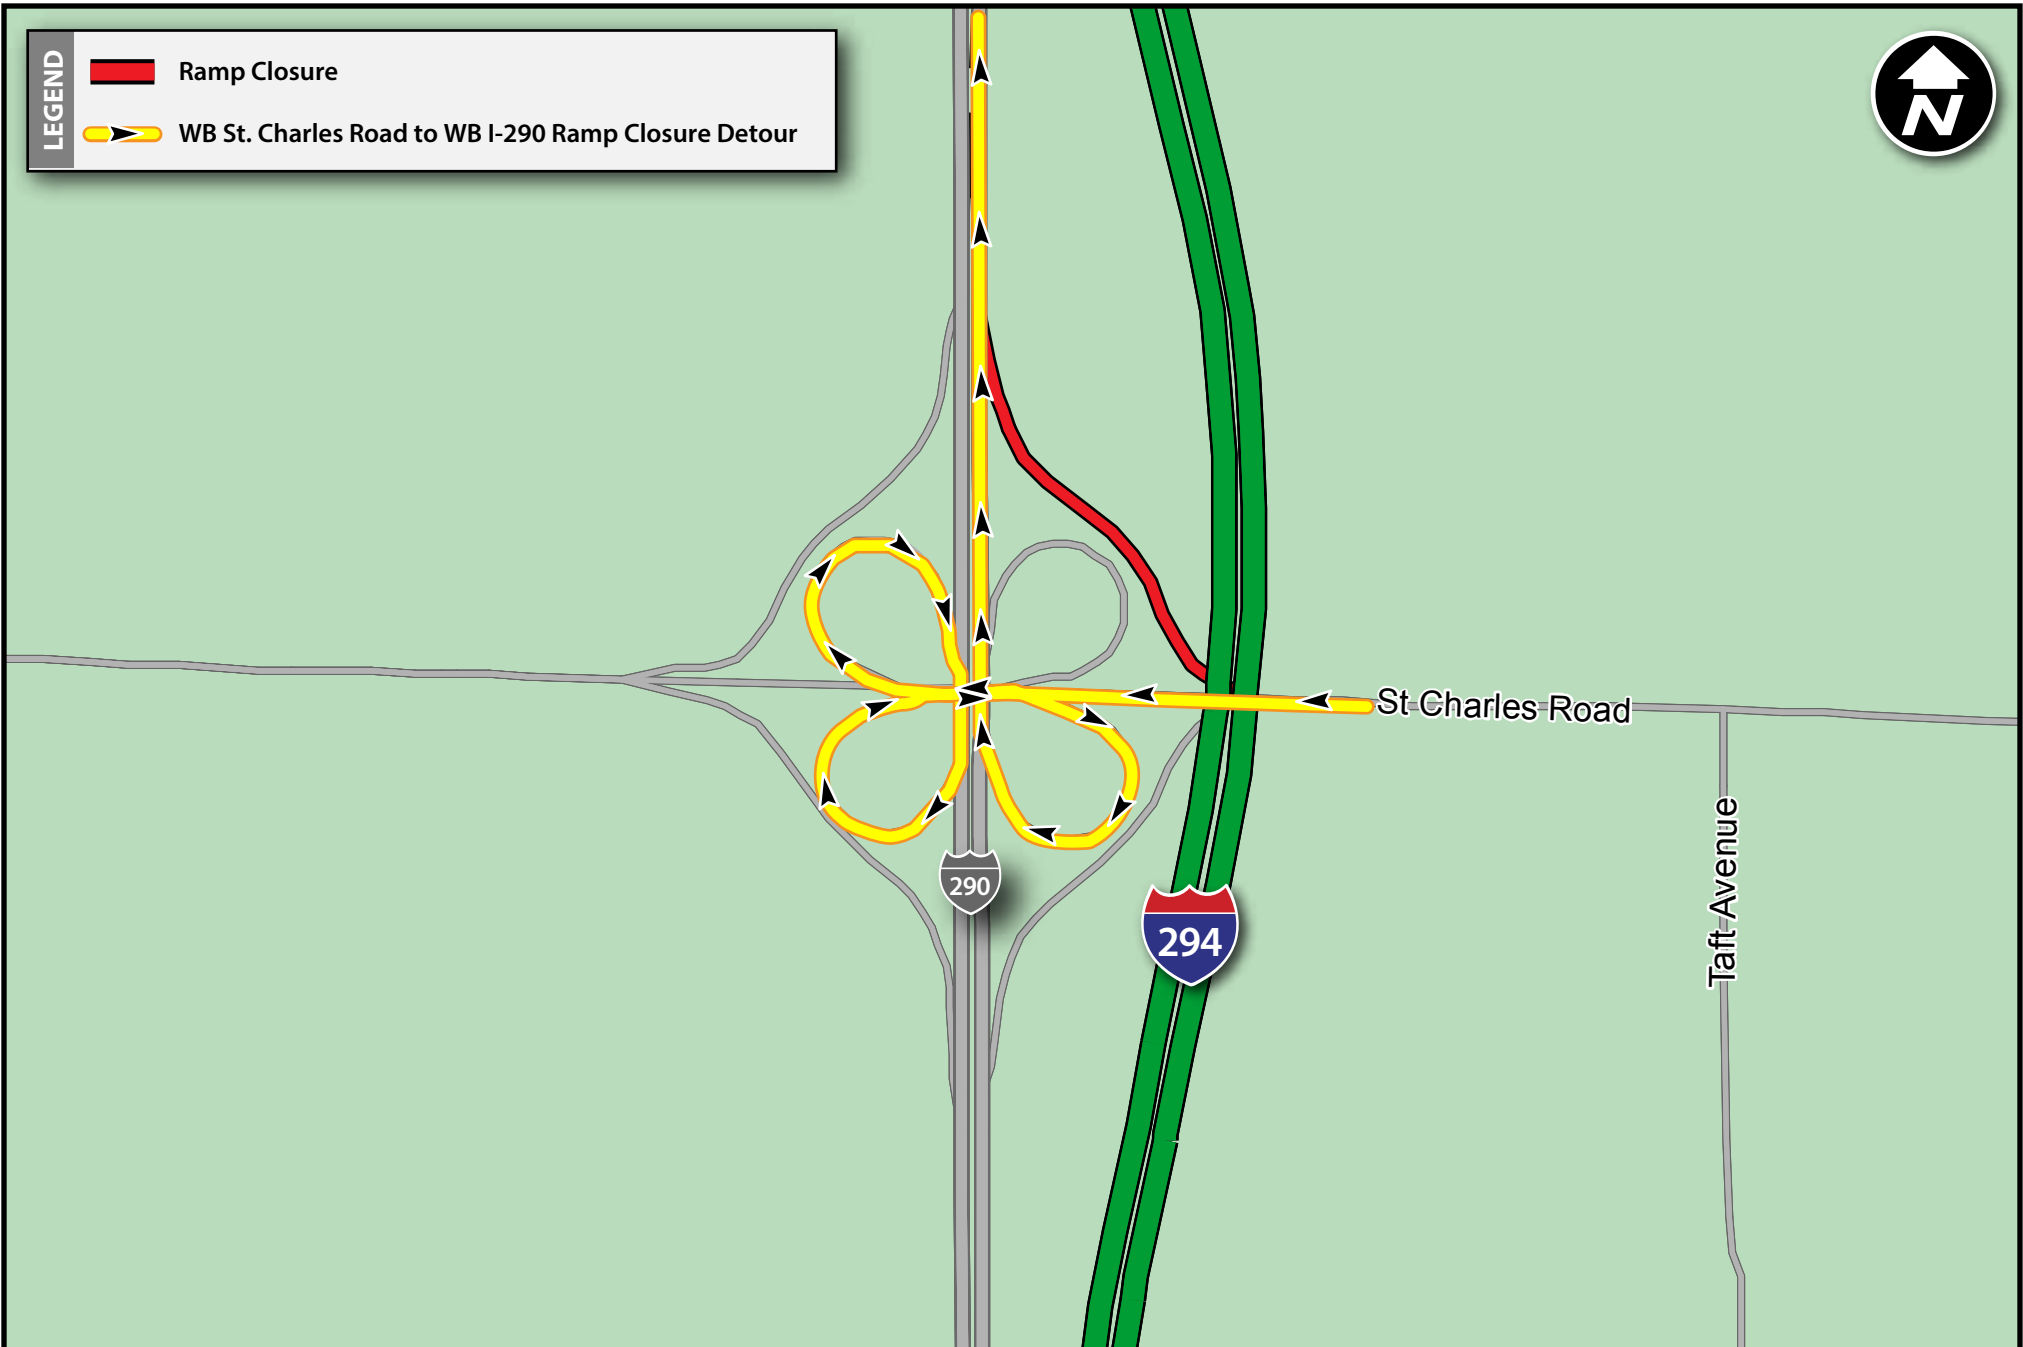 LEGEND
Ramp Closure
WB St. Charles Road to WB I-290 Ramp Closure Detour
N
St Charles Road
Taft Avenue
290
294